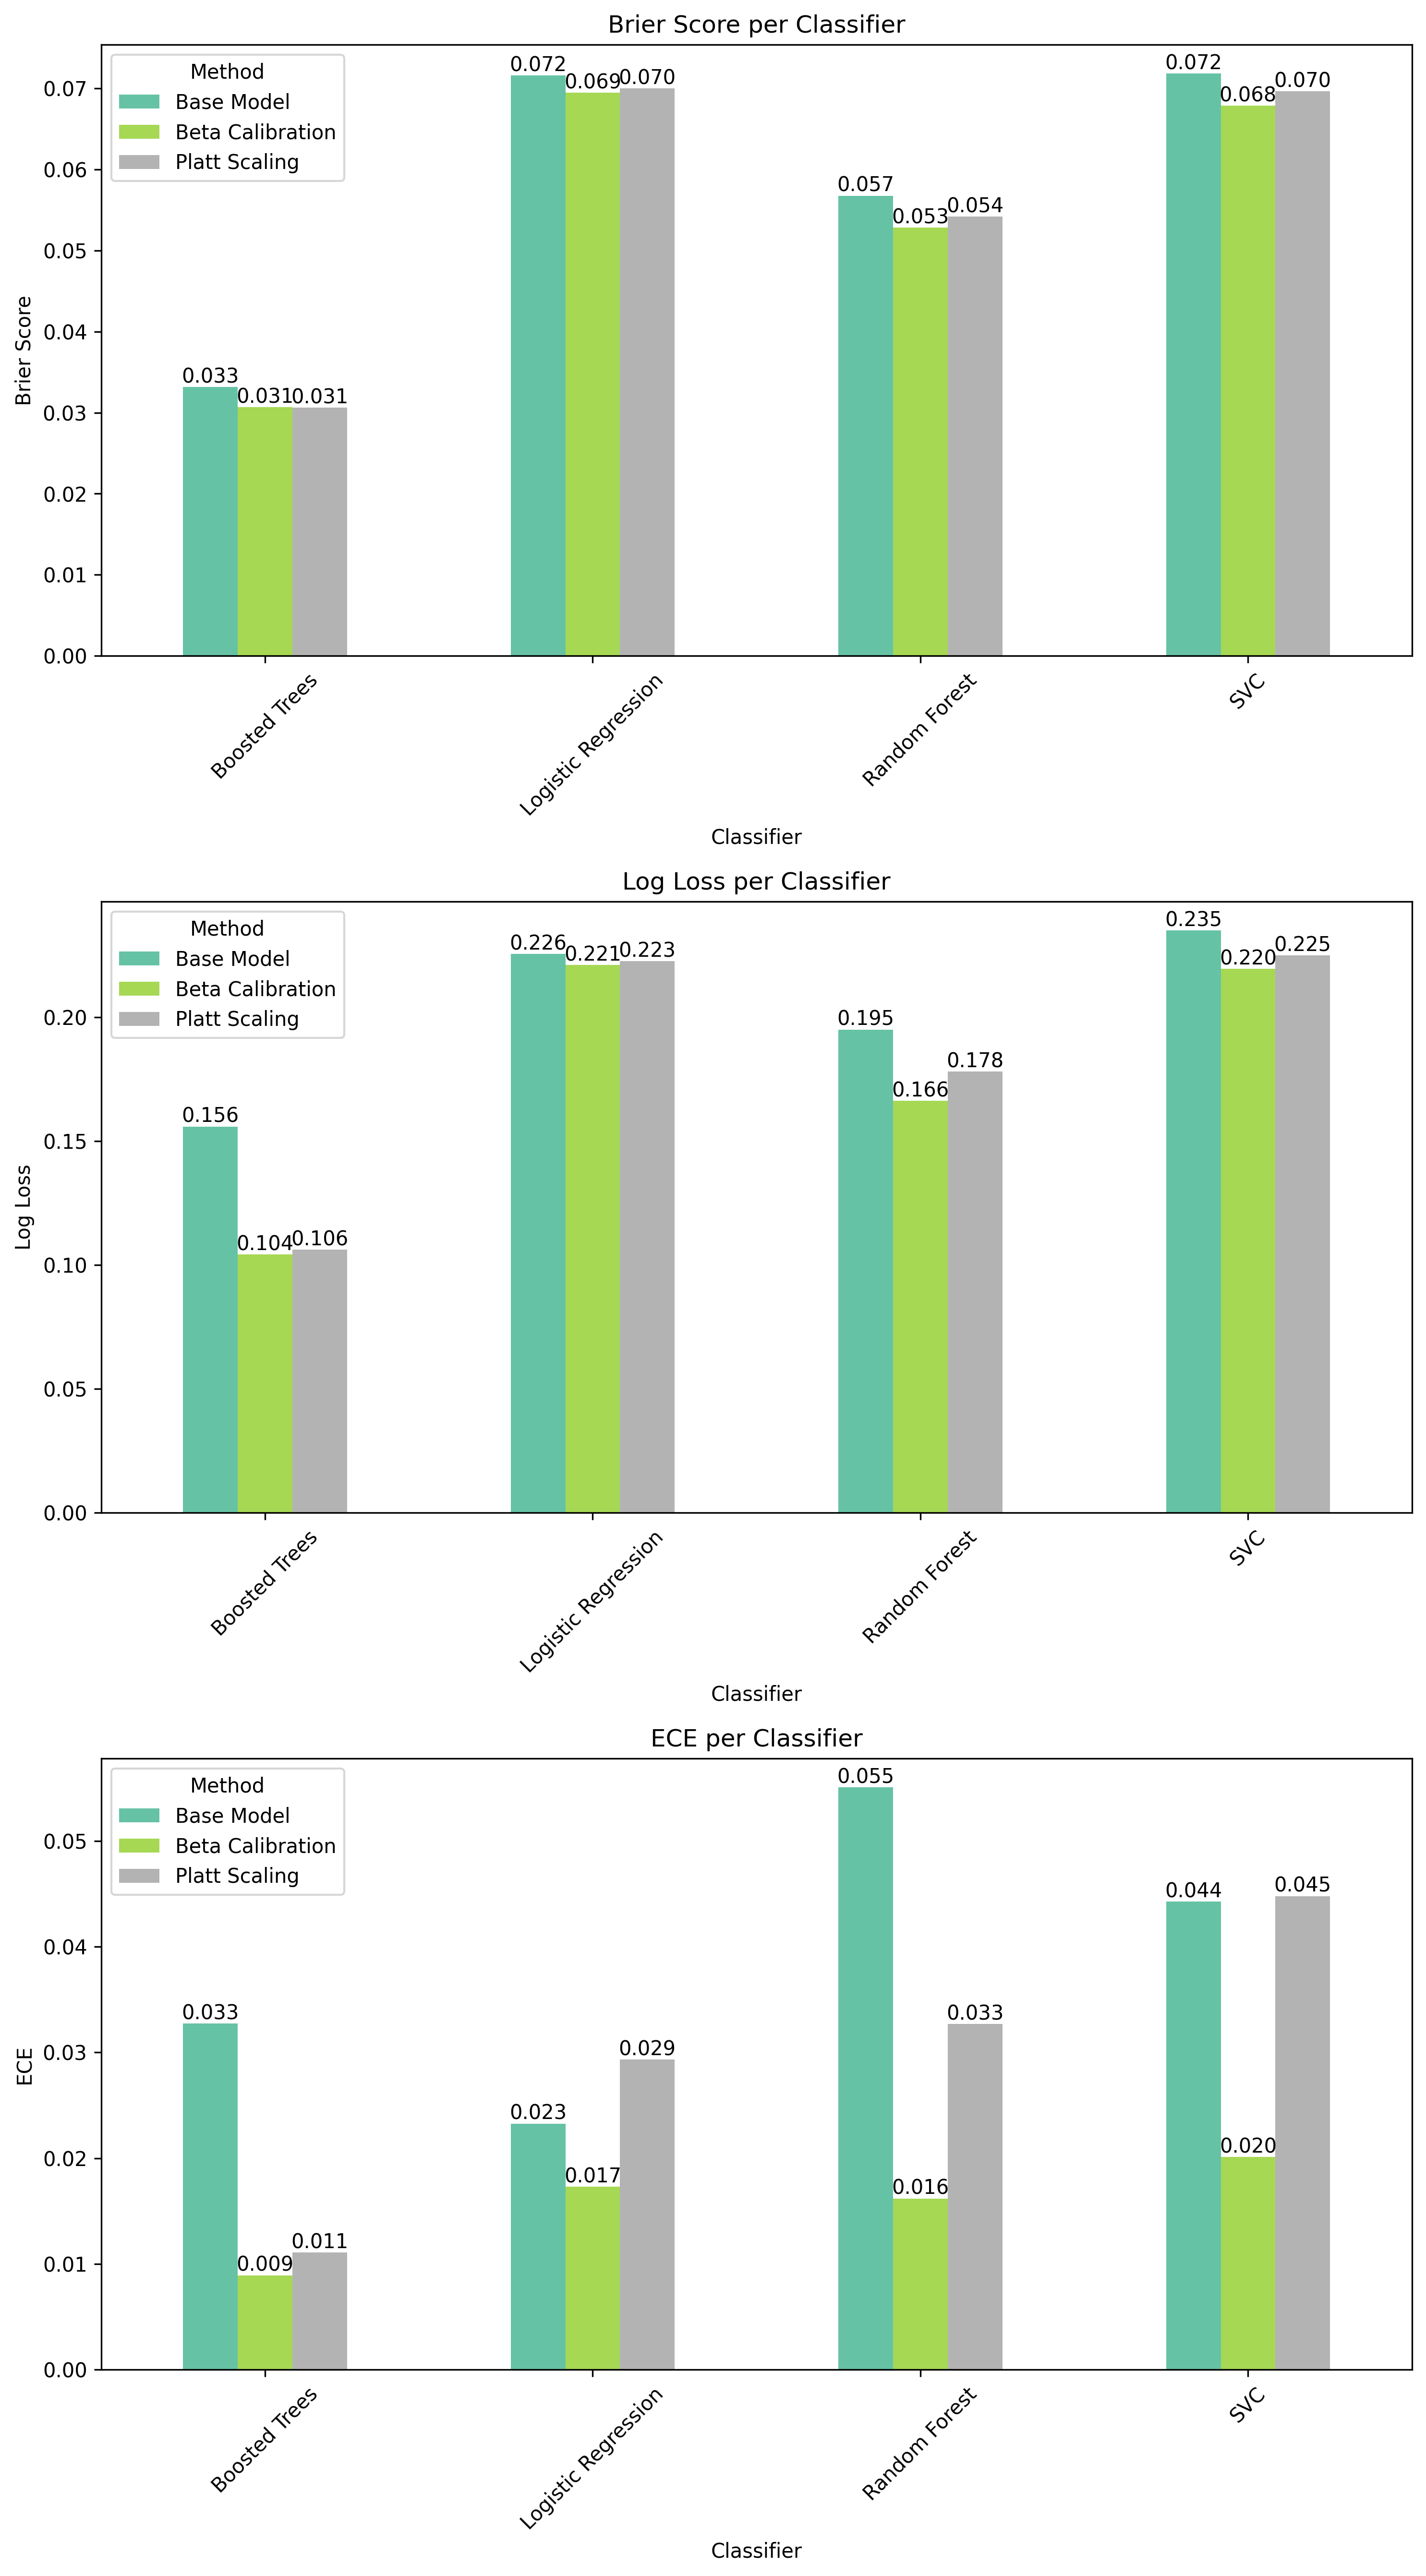 Brier Score per Classifier
Method
Base Model
Beta Calibration
Platt Scaling
Brier Score
0.07
0.06
0.05
0.04
0.03
0.02
0.01
0.00
0.033
0.031
0.031
0.072
0.069
0.070
0.057
0.053
0.054
0.072
0.068
0.070
Boosted Trees
Logistic Regression
Random Forest
SVC
Classifier
Log Loss per Classifier
Method
Base Model
Beta Calibration
Platt Scaling
Log Loss
0.20
0.15
0.10
0.05
0.00
0.156
0.104
0.106
0.226
0.221
0.223
0.195
0.166
0.178
0.235
0.220
0.225
Boosted Trees
Logistic Regression
Random Forest
SVC
Classifier
ECE per Classifier
Method
Base Model
Beta Calibration
Platt Scaling
ECE
0.05
0.04
0.03
0.02
0.01
0.00
0.033
0.009
0.011
0.023
0.017
0.029
0.055
0.016
0.033
0.044
0.020
0.045
Boosted Trees
Logistic Regression
Random Forest
SVC
Classifier